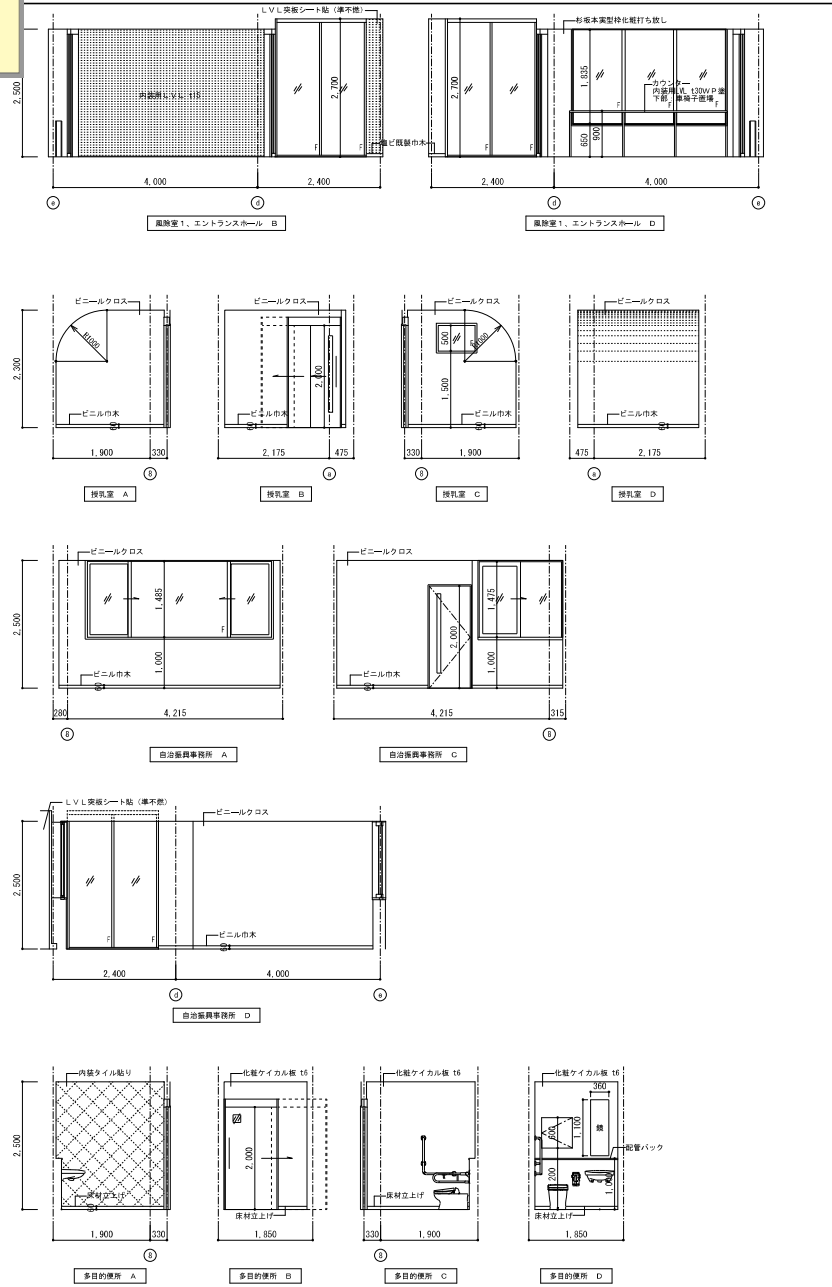 LVL突板シート貼（準不燃）
杉板本実型枠化粧打ち放し
2,500
内装用LVL t15
2,700
F
F
塩ビ既製巾木
2,700
F
F
1,835
カウンター
内装用LVL t30WP塗
下部：車椅子置場
F
F
F
650
900
4,000
2,400
2,400
4,000
e
d
d
e
風除室１、エントランスホール　B
風除室１、エントランスホール　D
ビニールクロス
ビニールクロス
ビニールクロス
ビニールクロス
2,300
R1000
2,000
500
F
R1000
1,500
ビニル巾木
60
ビニル巾木
60
ビニル巾木
60
ビニル巾木
60
1,900
330
2,175
475
330
1,900
475
2,175
8
a
8
a
授乳室　A
授乳室　B
授乳室　C
授乳室　D
ビニールクロス
ビニールクロス
2,500
1,485
F
1,000
1,475
2,000
1,000
ビニル巾木
60
ビニル巾木
60
280
4,215
4,215
315
8
8
自治振興事務所　A
自治振興事務所　C
LVL突板シート貼（準不燃）
ビニールクロス
2,500
F
F
ビニル巾木
60
2,400
4,000
d
e
自治振興事務所　D
内装タイル貼り
化粧ケイカル板 t6
化粧ケイカル板 t6
化粧ケイカル板 t6
360
2,500
2,000
600
1,100
鏡
配管パック
200
床材立上げ
60
床材立上げ
床材立上げ
床材立上げ
1,900
330
1,850
330
1,900
1,850
8
8
多目的便所　A
多目的便所　B
多目的便所　C
多目的便所　D